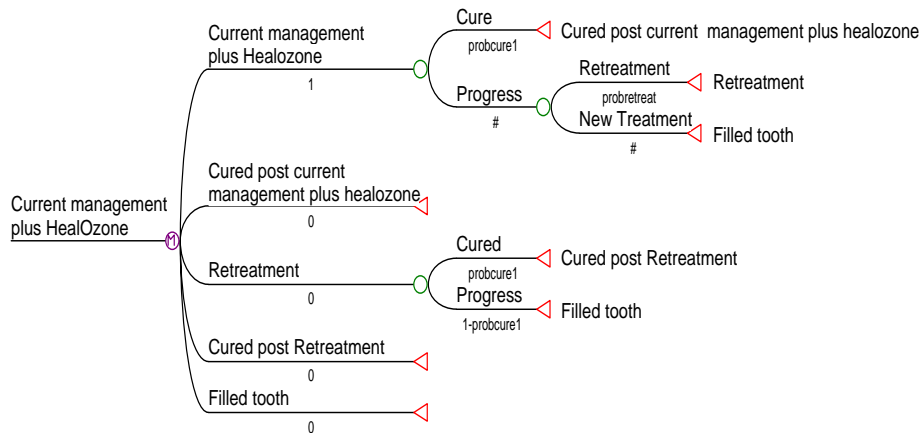 Current management
plus HealOzone
M
Current management
plus Healozone
1
Cure
probcure1
Cured post current management plus healozone
Progress
#
Retreatment
probretreat
Retreatment
New Treatment
#
Filled tooth
Cured post current
management plus healozone
0
Retreatment
0
Cured
probcure1
Cured post Retreatment
Progress
1-probcure1
Filled tooth
Cured post Retreatment
0
Filled tooth
0